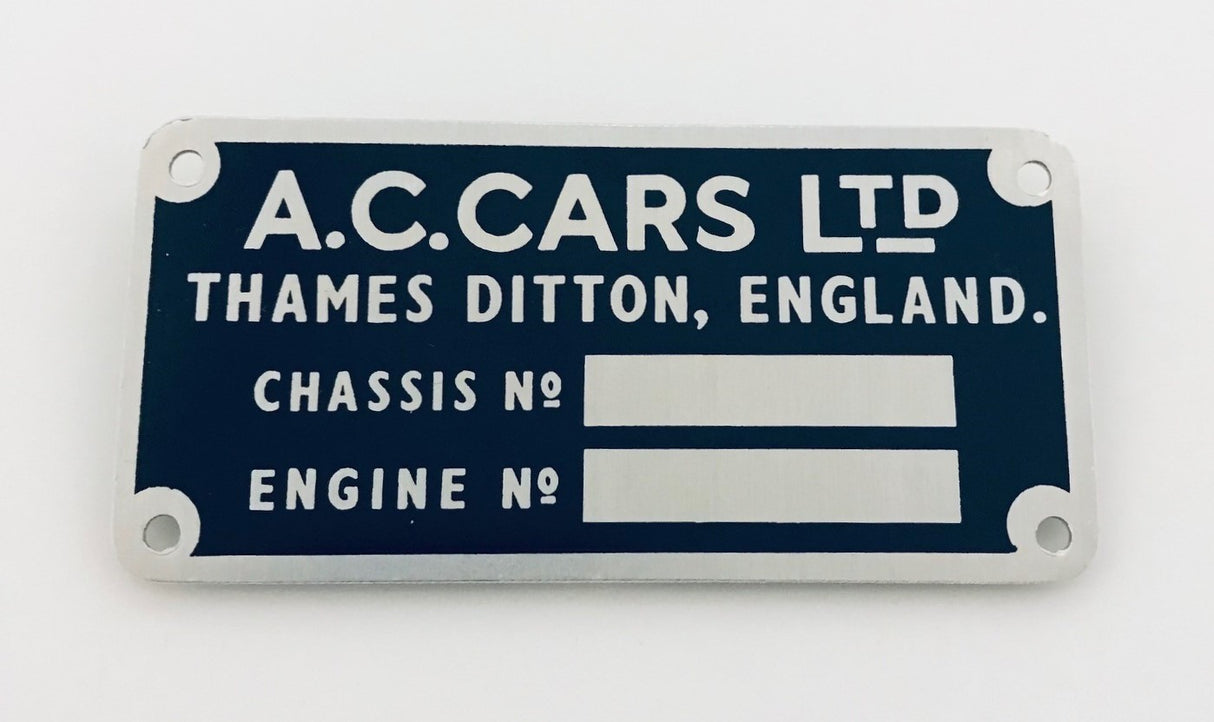 A.C.CARS LTD
THAMES DITTON, ENGLAND.
CHASSIS Nº
ENGINE Nº